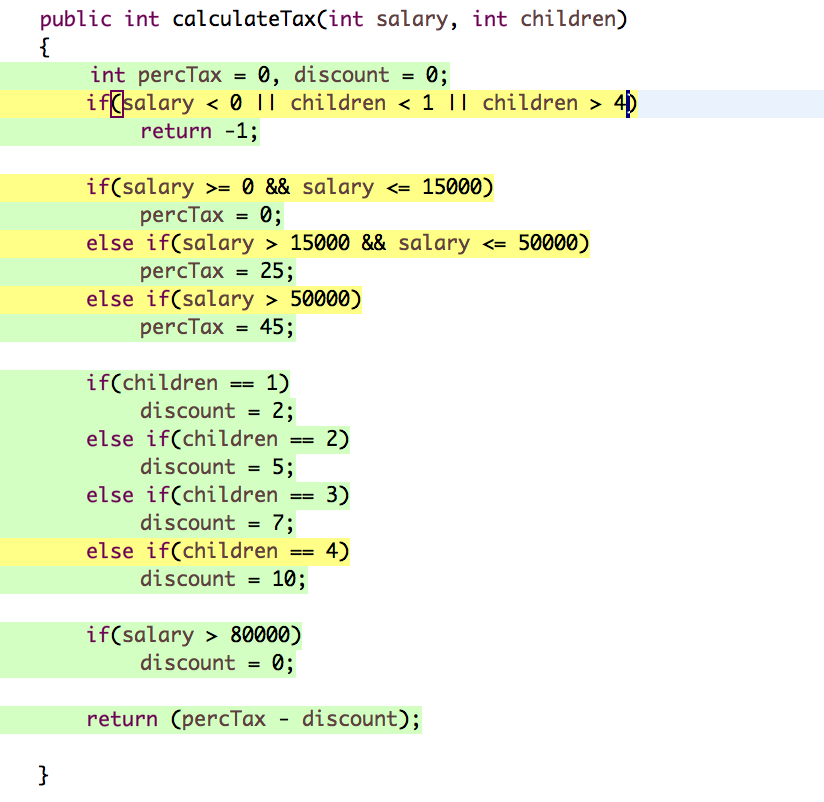 public int calculateTax(int salary, int children)
{
int percTax = 0, discount = 0;
if(salary < 0 || children < 1 || children > 4)
return -1;
if(salary >= 0 && salary <= 15000)
percTax = 0;
else if(salary > 15000 && salary <= 50000)
percTax = 25;
else if(salary > 50000)
percTax = 45;
if(children == 1)
discount = 2;
else if(children == 2)
discount = 5;
else if(children == 3)
discount = 7;
else if(children == 4)
discount = 10;
if(salary > 80000)
discount = 0;
return (percTax - discount);
}